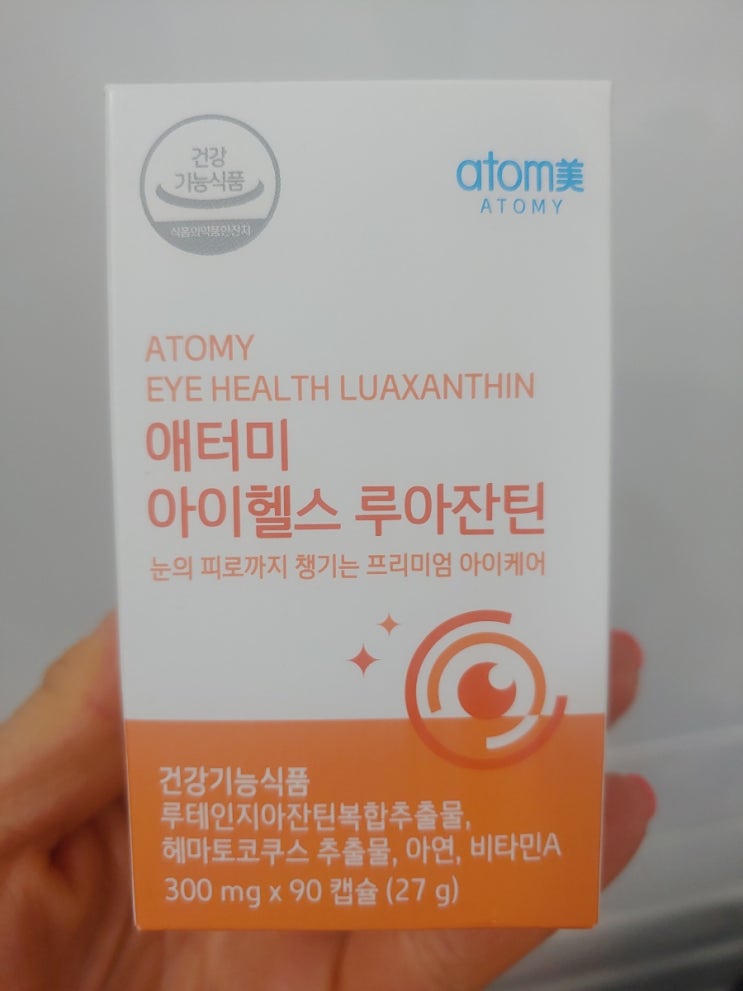 건강
기능식품
식품의약품안전처
atom美
ATOMY
ATOMY
EYE HEALTH LUAXANTHIN
애터미
아이헬스 루아잔틴
눈의 피로까지 챙기는 프리미엄 아이케어
건강기능식품
루테인지아잔틴복합추출물,
헤마토코쿠스 추출물, 아연, 비타민A
300 mg x 90 캡슐 (27 g)